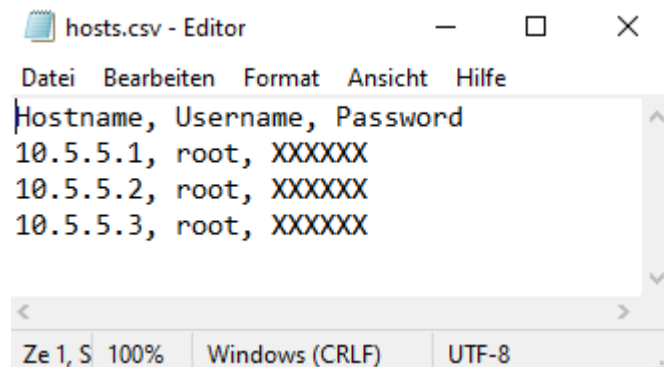 hosts.csv - Editor
Datei Bearbeiten Format Ansicht Hilfe
Hostname, Username, Password
10.5.5.1, root, XXXXXX
10.5.5.2, root, XXXXXX
10.5.5.3, root, XXXXXX
Ze 1, S 100% Windows (CRLF) UTF-8